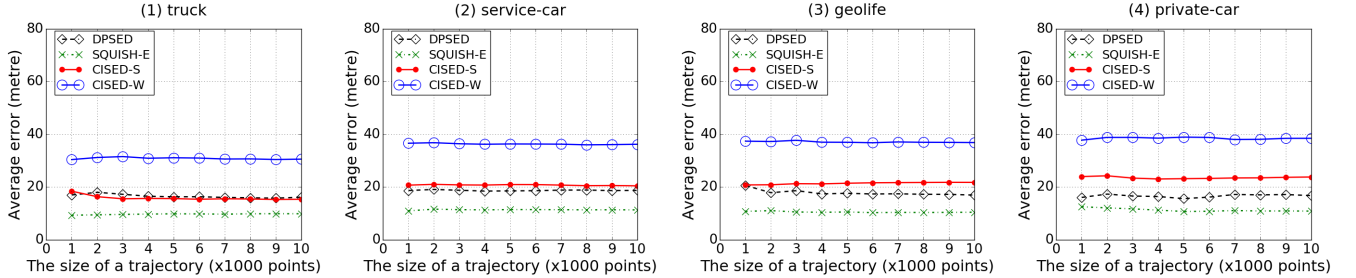 (1) truck
80
60
40
20
0
0 1 2 3 4 5 6 7 8 9 10
Average error (metre)
The size of a trajectory (x1000 points)
DPSED
SQUISH-E
CISED-S
CISED-W
(2) service-car
80
60
40
20
0
0 1 2 3 4 5 6 7 8 9 10
Average error (metre)
The size of a trajectory (x1000 points)
DPSED
SQUISH-E
CISED-S
CISED-W
(3) geolife
80
60
40
20
0
0 1 2 3 4 5 6 7 8 9 10
Average error (metre)
The size of a trajectory (x1000 points)
DPSED
SQUISH-E
CISED-S
CISED-W
(4) private-car
80
60
40
20
0
0 1 2 3 4 5 6 7 8 9 10
Average error (metre)
The size of a trajectory (x1000 points)
DPSED
SQUISH-E
CISED-S
CISED-W